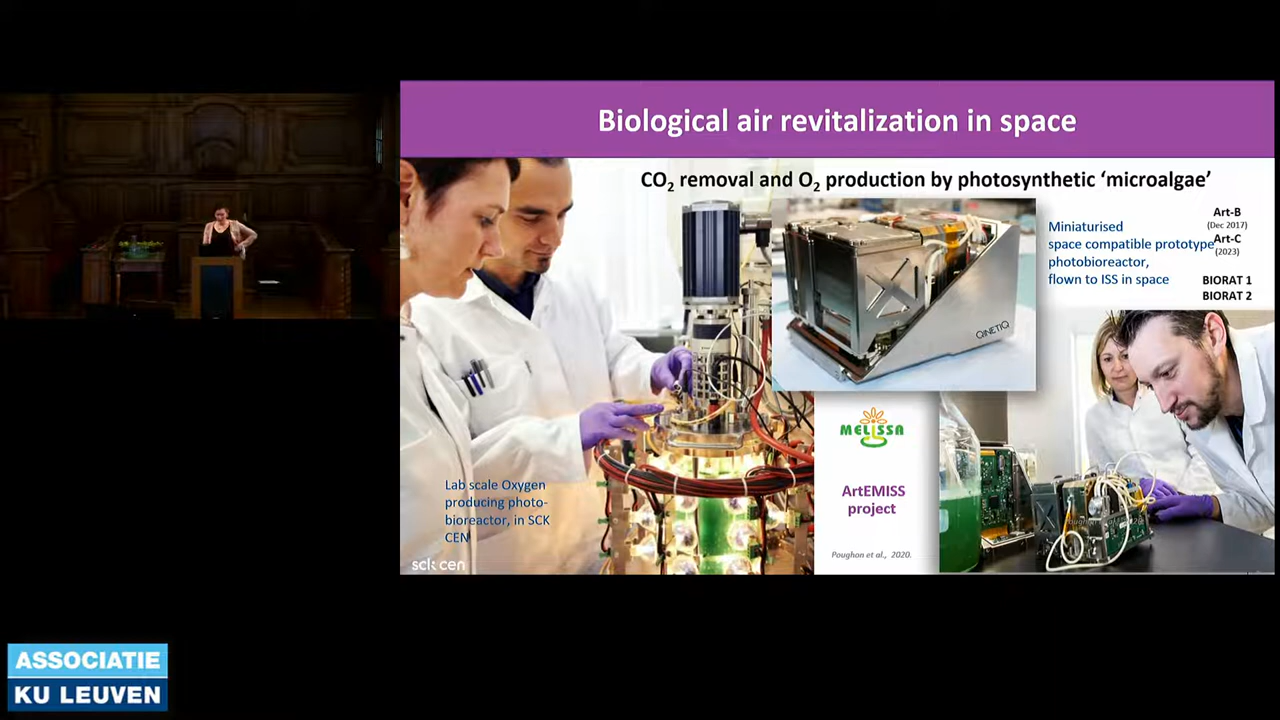 Biological air revitalization in space
CO₂ removal and O₂ production by photosynthetic ‘microalgae’
Miniaturised
space compatible prototype
photobioreactor,
flown to ISS in space
Art-B
(Dec 2017)
Art-C
(2023)
BIORAT 1
BIORAT 2
QINETIQ
MELISSA
ArtEMISS
project
Poughon et al., 2020.
Lab scale Oxygen
producing photo-
bioreactor, in SCK
CEN
sck cen
ASSOCIATIE
KU LEUVEN